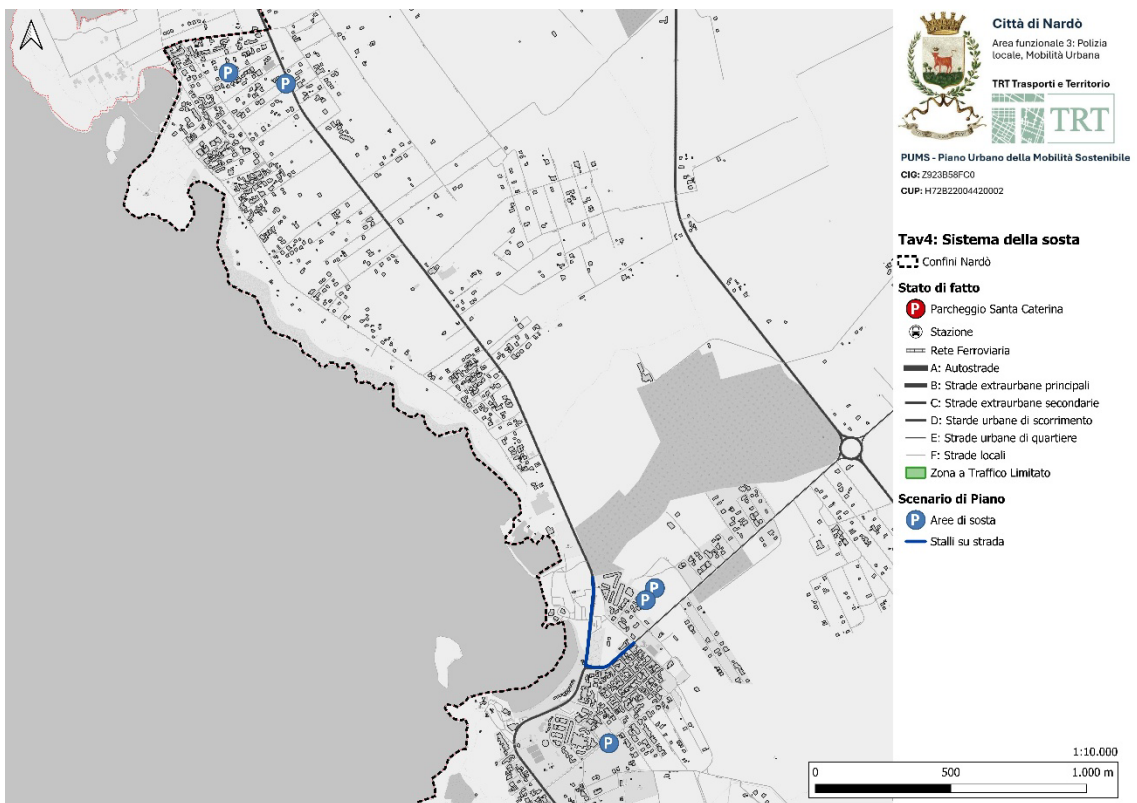 P
P
P
P
P
Città di Nardò
Area funzionale 3: Polizia
locale, Mobilità Urbana
TRT Trasporti e Territorio
TRT
PUMS - Piano Urbano della Mobilità Sostenibile
CIG: Z923B58FC0
CUP: H72B22004420002
Tav4: Sistema della sosta
Confini Nardò
Stato di fatto
P Parcheggio Santa Caterina
Stazione
Rete Ferroviaria
A: Autostrade
B: Strade extraurbane principali
C: Strade extraurbane secondarie
D: Starde urbane di scorrimento
E: Strade urbane di quartiere
F: Strade locali
Zona a Traffico Limitato
Scenario di Piano
P Aree di sosta
Stalli su strada
1:10.000
0 500 1.000 m